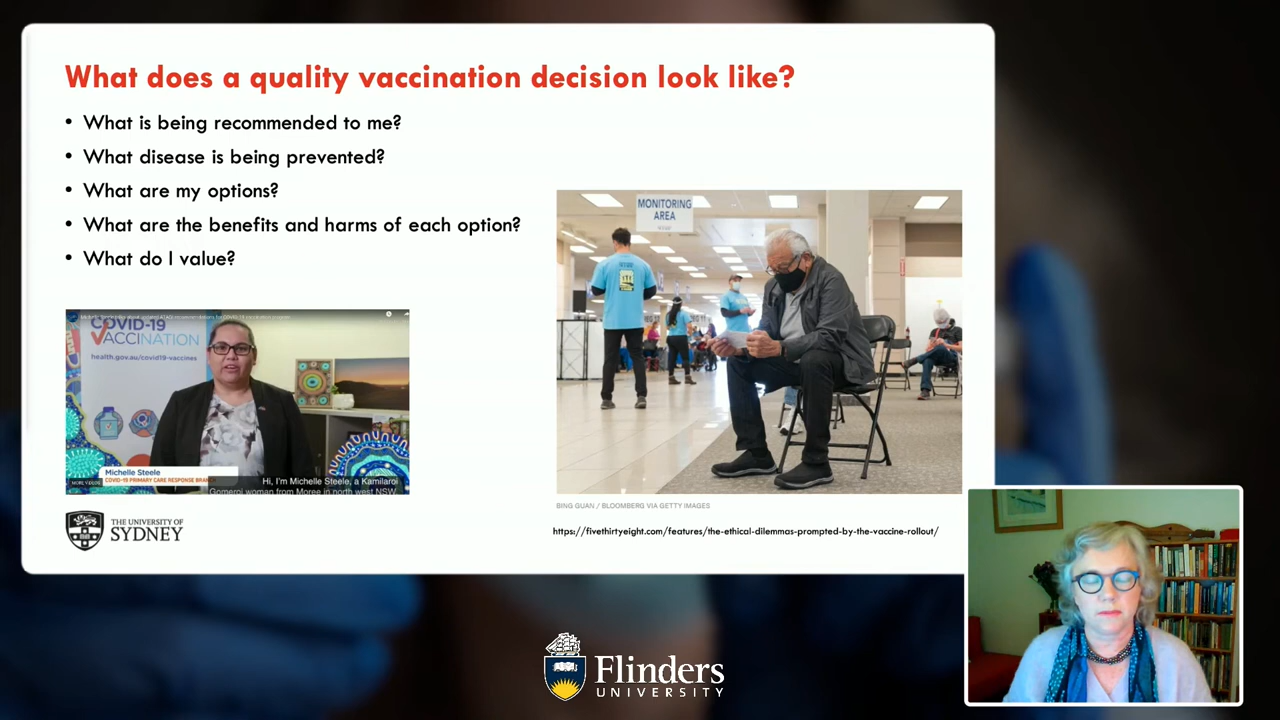 What does a quality vaccination decision look like?
• What is being recommended to me?
• What disease is being prevented?
• What are my options?
• What are the benefits and harms of each option?
• What do I value?
MONITORING
AREA
COVID-19
VACCINATION
health.gov.au/covid19-vaccines
Michelle Steele
COVID-19 PRIMARY CARE RESPONSE BRANCH
MORE VIDEOS
Hi, I'm Michelle Steele, a Kamilaroi
Gomeroi woman from Moree in north west NSW.
BING GUAN / BLOOMBERG VIA GETTY IMAGES
https://fivethirtyeight.com/features/the-ethical-dilemmas-prompted-by-the-vaccine-rollout/
THE UNIVERSITY OF
SYDNEY
Flinders
UNIVERSITY